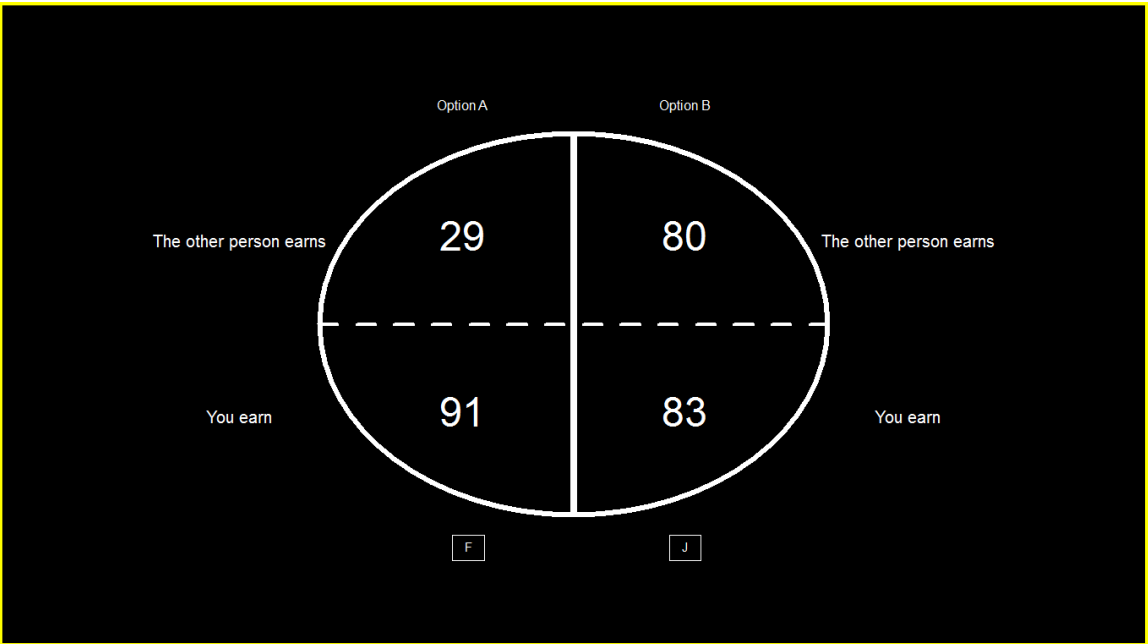 Option A Option B
The other person earns 29 80 The other person earns
You earn 91 83 You earn
F J